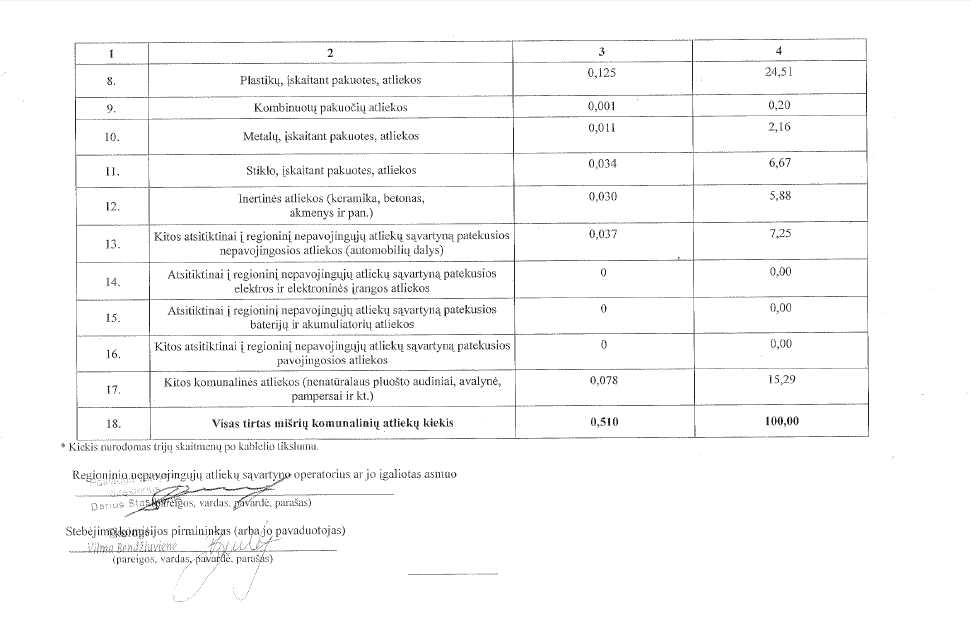 1 2 3 4
8. Plastikų, įskaitant pakuotes, atliekos 0,125 24,51
9. Kombinuotų pakuočių atliekos 0,001 0,20
10. Metalų, įskaitant pakuotes, atliekos 0,011 2,16
11. Stiklo, įskaitant pakuotes, atliekos 0,034 6,67
12. Inertinės atliekos (keramika, betonas, 0,030 5,88
akmenys ir pan.)
13. Kitos atsitiktinai į regioninį nepavojingųjų atliekų sąvartyną patekusios 0,037 7,25
nepavojingosios atliekos (automobilių dalys)
14. Atsitiktinai į regioninį nepavojingųjų atliekų sąvartyną patekusios 0 0,00
elektros ir elektroninės įrangos atliekos
15. Atsitiktinai į regioninį nepavojingųjų atliekų sąvartyną patekusios 0 0,00
baterijų ir akumuliatorių atliekos
16. Kitos atsitiktinai į regioninį nepavojingųjų atliekų sąvartyną patekusios 0 0,00
pavojingosios atliekos
17. Kitos komunalinės atliekos (nenatūralaus pluošto audiniai, avalynė, 0,078 15,29
pampersai ir kt.)
18. Visas tirtas mišrių komunalinių atliekų kiekis 0,510 100,00
* Kiekis nurodomas trijų skaitmenų po kablelio tikslumu.
Regioninio nepavojingųjų atliekų sąvartyno operatorius ar jo įgaliotas asmuo
Darius (pareigos, vardas, pavardė, parašas)
Stebėjimo komisijos pirmininkas (arba jo pavaduotojas)
Vilma Bendžiuvienė
(pareigos, vardas, pavardė, parašas)